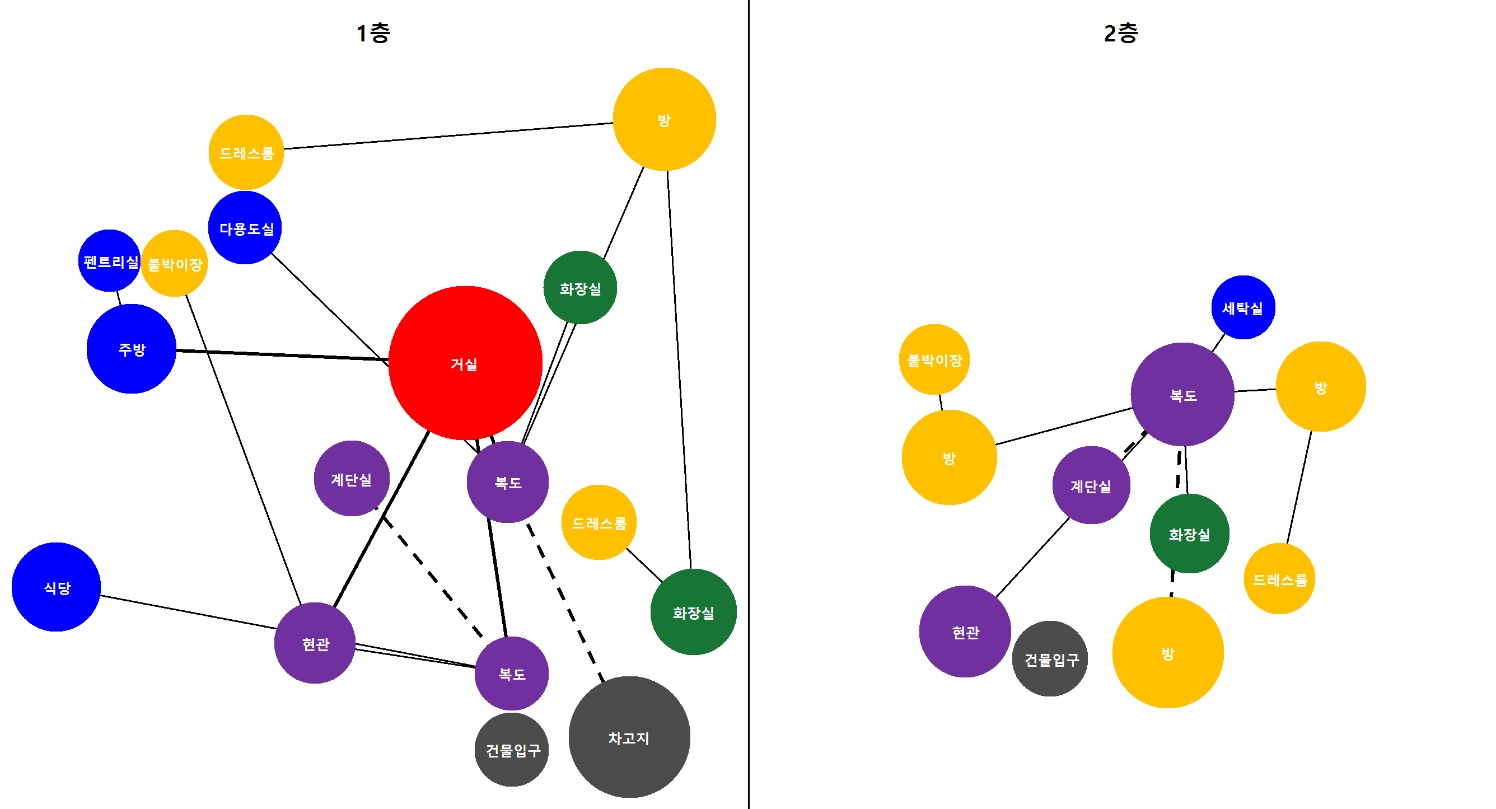 1층
방
드레스룸
다용도실
펜트리실
붙박이장
화장실
주방
거실
계단실
복도
드레스룸
식당
화장실
현관
복도
건물입구
차고지
2층
세탁실
붙박이장
방
복도
방
계단실
화장실
드레스룸
현관
건물입구
방